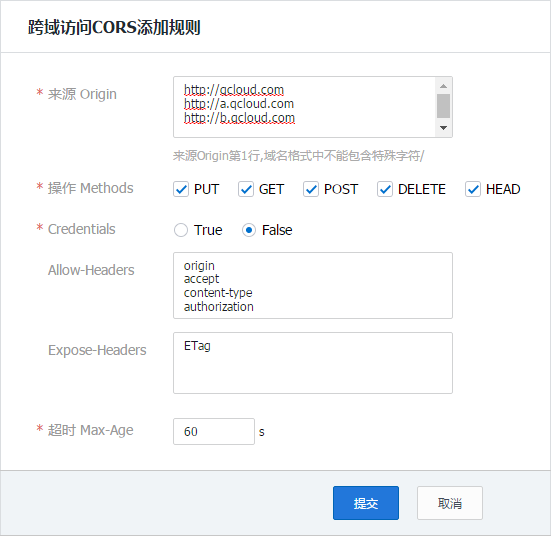 跨域访问CORS添加规则
* 来源 Origin
http://qcloud.com
http://a.qcloud.com
http://b.qcloud.com
来源Origin第1行,域名格式中不能包含特殊字符/
* 操作 Methods PUT GET POST DELETE HEAD
* Credentials True False
Allow-Headers
origin
accept
content-type
authorization
Expose-Headers
ETag
* 超时 Max-Age 60 s
提交 取消